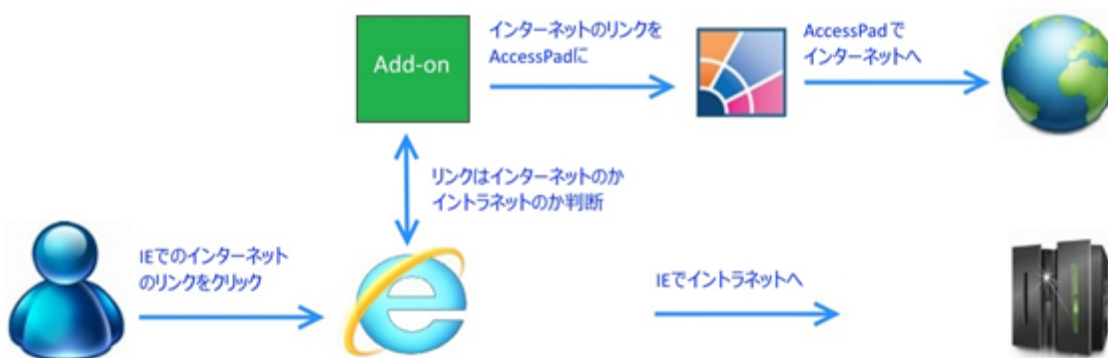 Add-on
インターネットのリンクを
AccessPadに
AccessPadで
インターネットへ
リンクはインターネットのか
イントラネットのか判断
IEでのインターネット
のリンクをクリック
IEでイントラネットへ